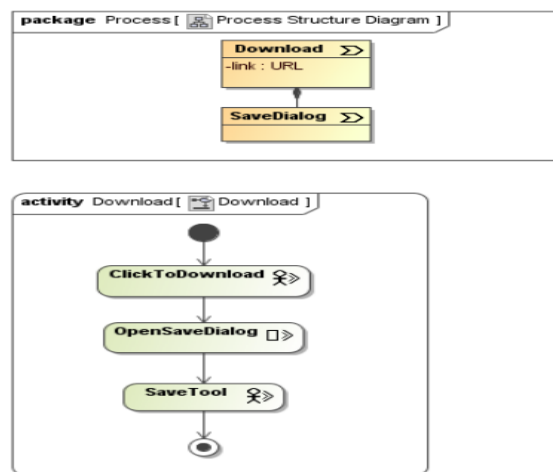 package Process [ Process Structure Diagram ]
Download
-link : URL
SaveDialog
activity Download [ Download ]
ClickToDownload
OpenSaveDialog
SaveTool